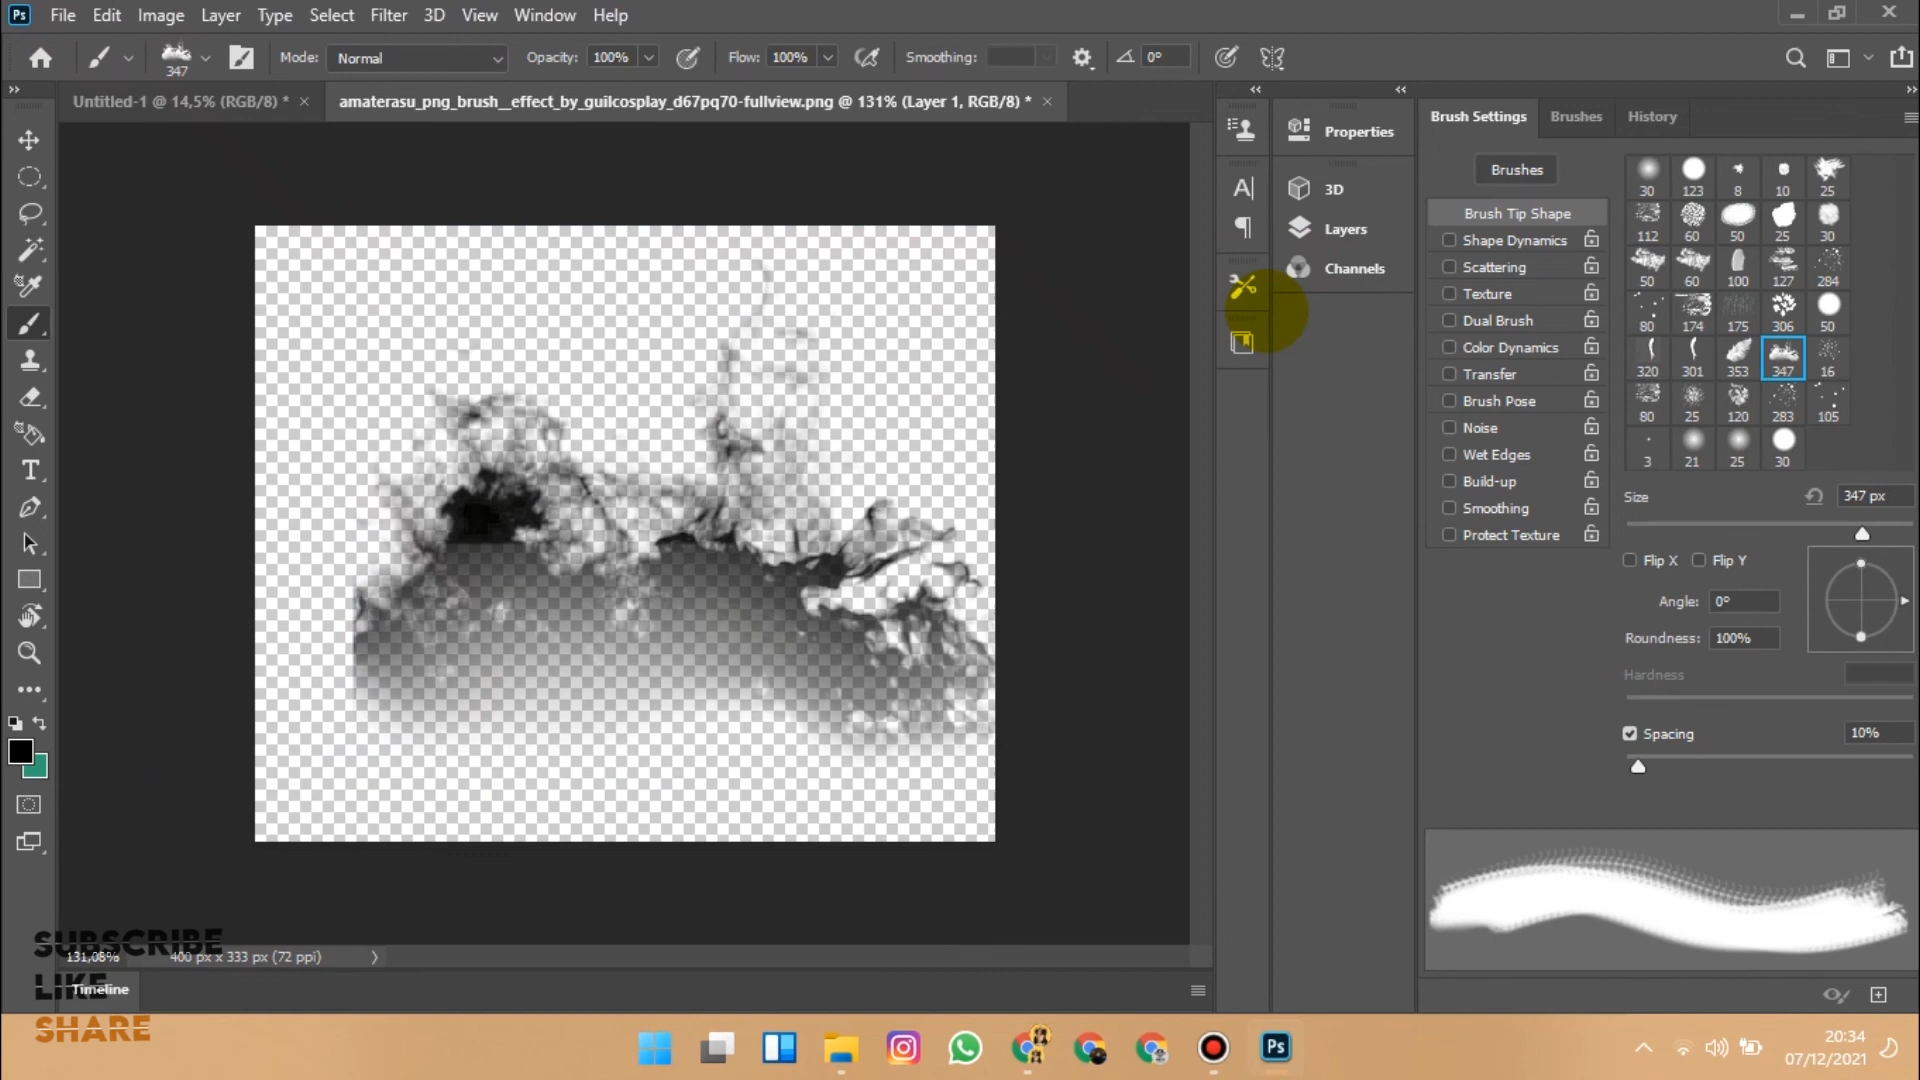 Ps File Edit Image Layer Type Select Filter 3D View Window Help
347 Mode: Normal Opacity: 100% Flow: 100% Smoothing: 0°
Untitled-1 @ 14,5% (RGB/8) * × amaterasu_png_brush__effect_by_guilcosplay_d67pq70-fullview.png @ 131% (Layer 1, RGB/8) * ×
Properties
3D
Layers
Channels
Brush Settings Brushes History
Brushes
Brush Tip Shape
Shape Dynamics
Scattering
Texture
Dual Brush
Color Dynamics
Transfer
Brush Pose
Noise
Wet Edges
Build-up
Smoothing
Protect Texture
30 123 8 10 25
112 60 50 25 30
50 60 100 127 284
80 174 175 306 50
320 301 353 347 16
80 25 120 283 105
3 21 25 30
Size 347 px
Flip X Flip Y
Angle: 0°
Roundness: 100%
Hardness
Spacing 10%
SUBSCRIBE
131,08% 400 px x 333 px (72 ppi)
LIKE
Timeline
SHARE
Ps
20:34
07/12/2021